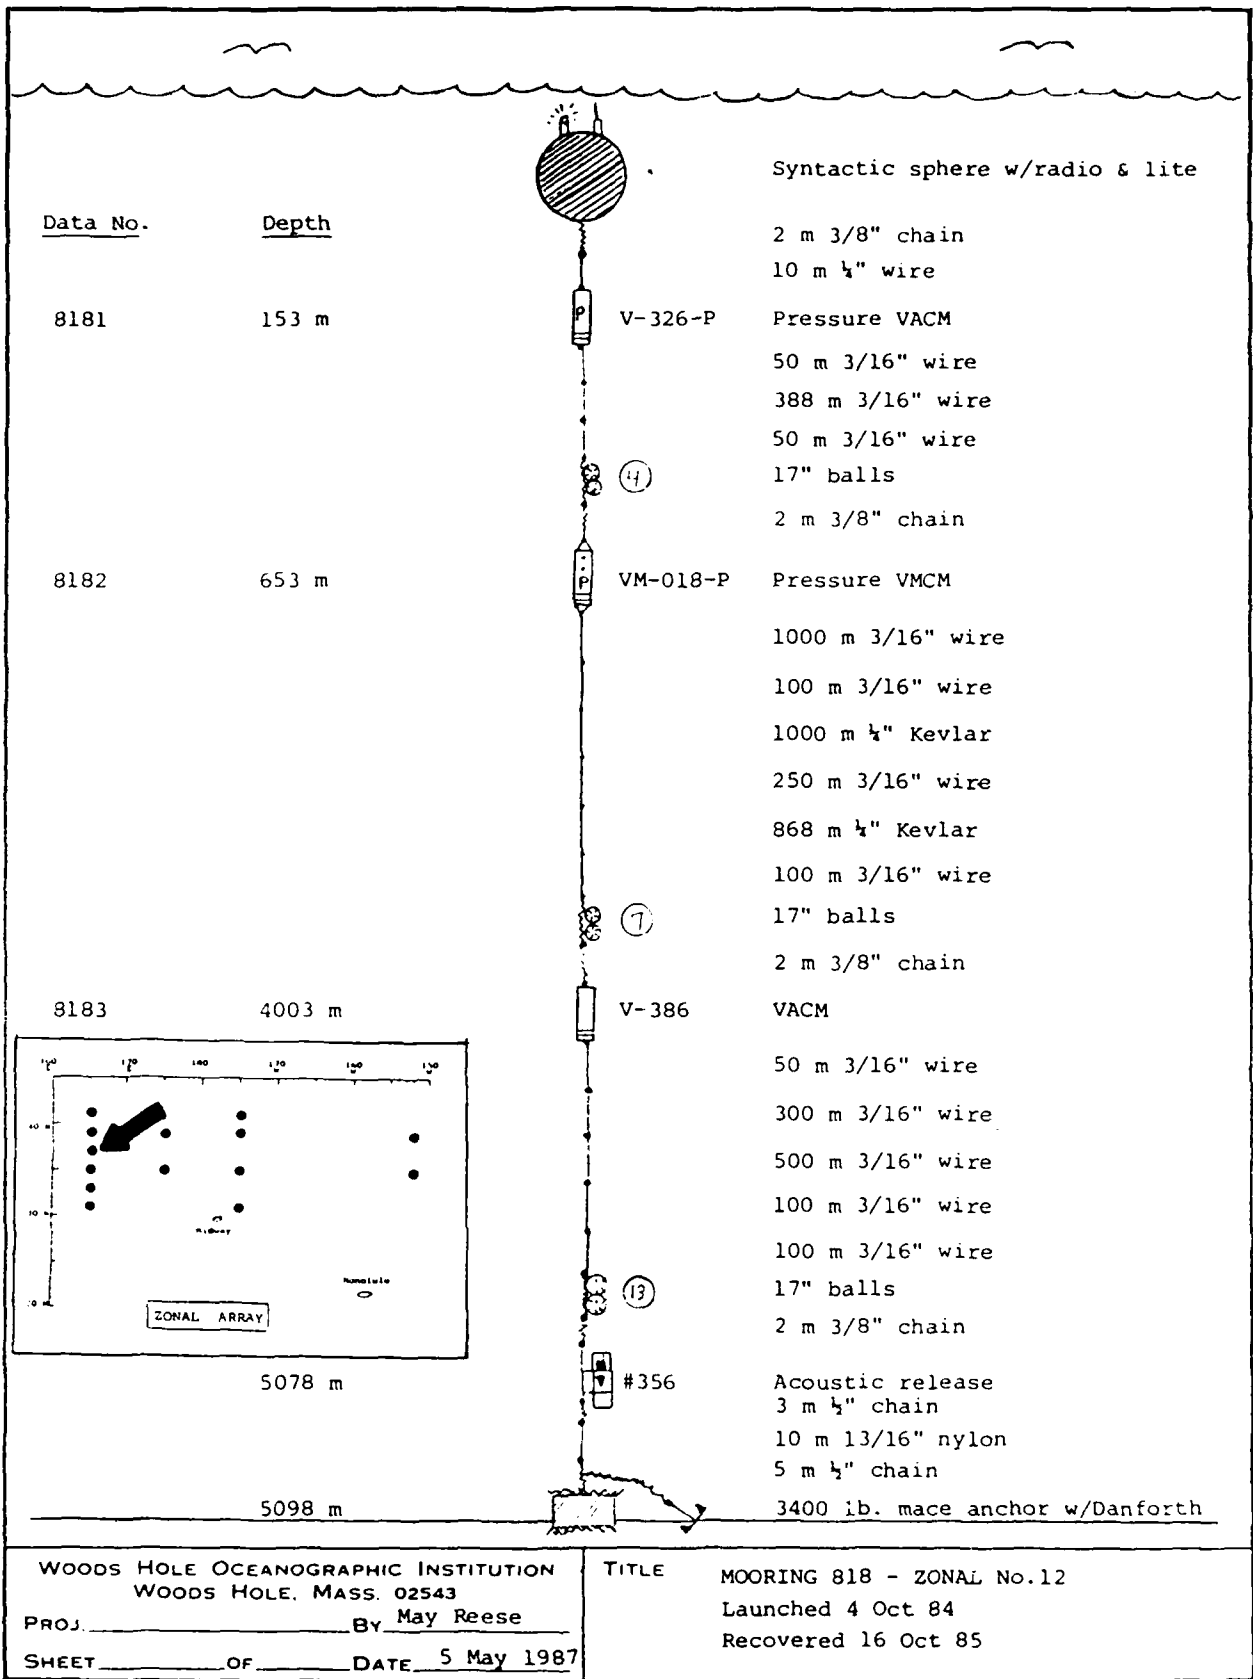 Syntactic sphere w/radio & lite
Data No. Depth
2 m 3/8" chain
10 m ¼" wire
8181 153 m P V-326-P Pressure VACM
50 m 3/16" wire
388 m 3/16" wire
50 m 3/16" wire
4 17" balls
2 m 3/8" chain
8182 653 m P VM-018-P Pressure VMCM
1000 m 3/16" wire
100 m 3/16" wire
1000 m ¼" Kevlar
250 m 3/16" wire
868 m ¼" Kevlar
100 m 3/16" wire
7 17" balls
2 m 3/8" chain
8183 4003 m V-386 VACM
50 m 3/16" wire
300 m 3/16" wire
500 m 3/16" wire
100 m 3/16" wire
100 m 3/16" wire
13 17" balls
2 m 3/8" chain
170 160 150
Midway
Honolulu
ZONAL ARRAY
5078 m #356 Acoustic release
3 m ½" chain
10 m 13/16" nylon
5 m ½" chain
5098 m 3400 lb. mace anchor w/Danforth
WOODS HOLE OCEANOGRAPHIC INSTITUTION
WOODS HOLE, MASS. 02543
PROJ. BY May Reese
SHEET OF DATE 5 May 1987
TITLE MOORING 818 - ZONAL No.12
Launched 4 Oct 84
Recovered 16 Oct 85